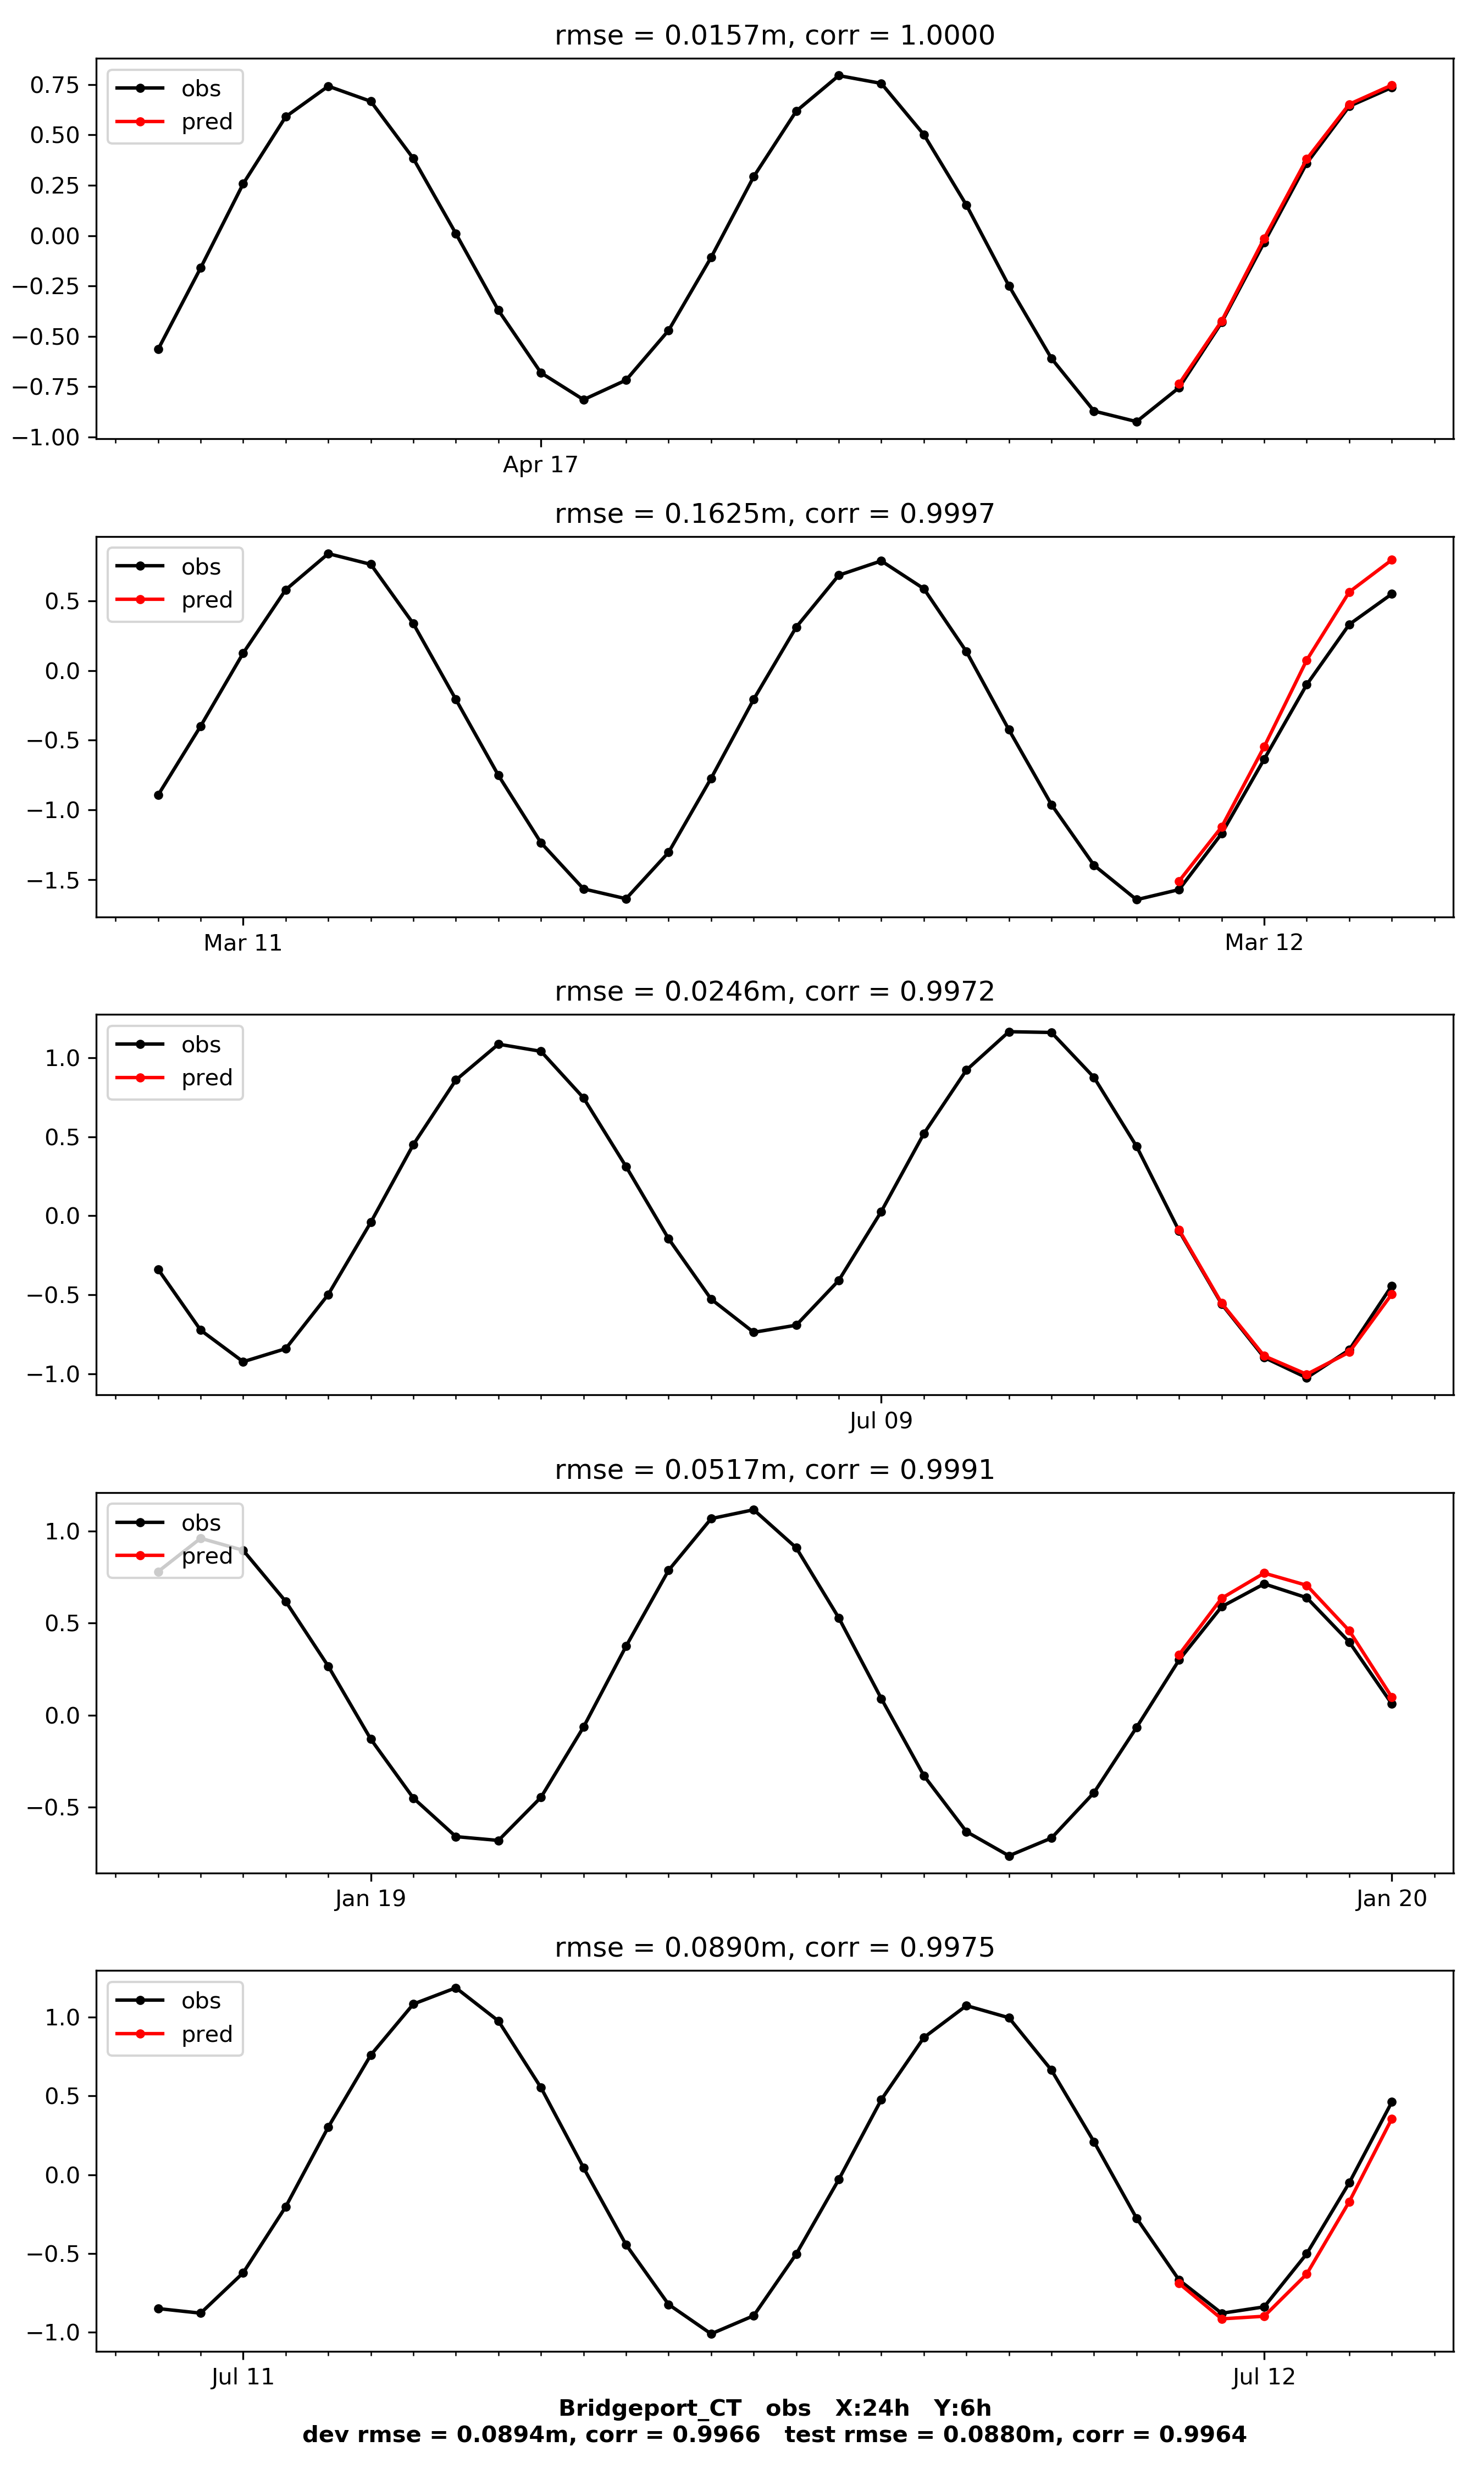 rmse = 0.0157m, corr = 1.0000
obs
pred
0.75
0.50
0.25
0.00
−0.25
−0.50
−0.75
−1.00
Apr 17
rmse = 0.1625m, corr = 0.9997
obs
pred
0.5
0.0
−0.5
−1.0
−1.5
Mar 11 Mar 12
rmse = 0.0246m, corr = 0.9972
obs
pred
1.0
0.5
0.0
−0.5
−1.0
Jul 09
rmse = 0.0517m, corr = 0.9991
obs
pred
1.0
0.5
0.0
−0.5
Jan 19 Jan 20
rmse = 0.0890m, corr = 0.9975
obs
pred
1.0
0.5
0.0
−0.5
−1.0
Jul 11 Jul 12
Bridgeport_CT obs X:24h Y:6h
dev rmse = 0.0894m, corr = 0.9966 test rmse = 0.0880m, corr = 0.9964